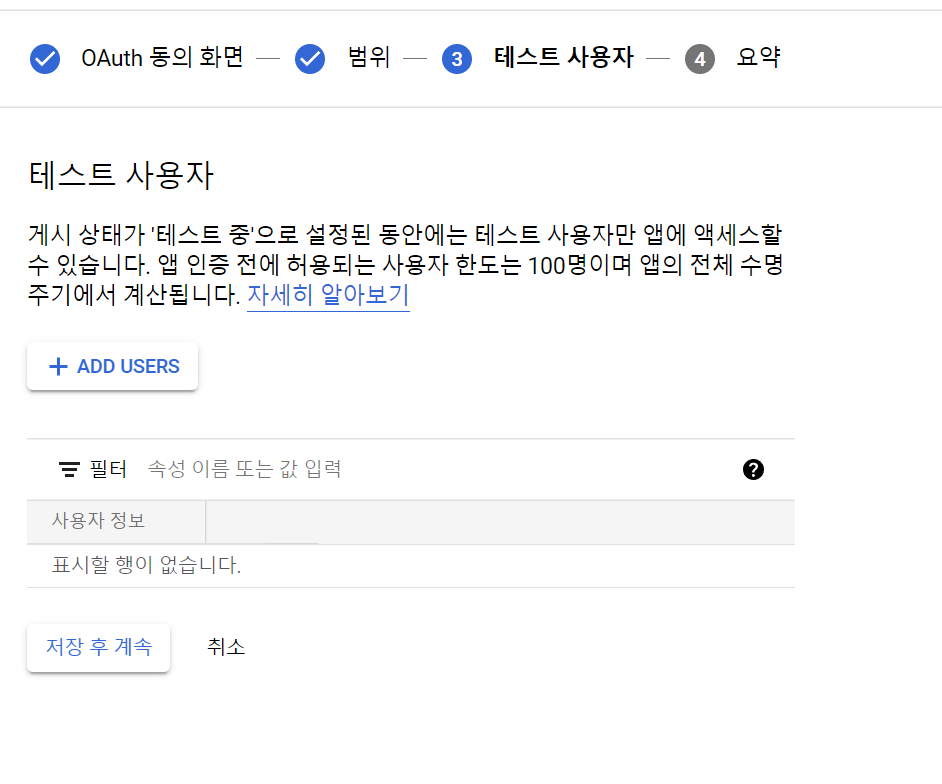 OAuth 동의 화면 — 범위 — 3 테스트 사용자 — 4 요약
테스트 사용자
게시 상태가 '테스트 중'으로 설정된 동안에는 테스트 사용자만 앱에 액세스할
수 있습니다. 앱 인증 전에 허용되는 사용자 한도는 100명이며 앱의 전체 수명
주기에서 계산됩니다. 자세히 알아보기
+ ADD USERS
필터 속성 이름 또는 값 입력 ?
사용자 정보
표시할 행이 없습니다.
저장 후 계속 취소